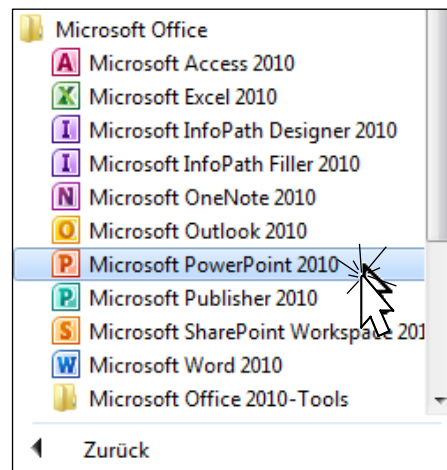 Microsoft Office
Microsoft Access 2010
Microsoft Excel 2010
Microsoft InfoPath Designer 2010
Microsoft InfoPath Filler 2010
Microsoft OneNote 2010
Microsoft Outlook 2010
Microsoft PowerPoint 2010
Microsoft Publisher 2010
Microsoft SharePoint Workspace 201
Microsoft Word 2010
Microsoft Office 2010-Tools
Zurück